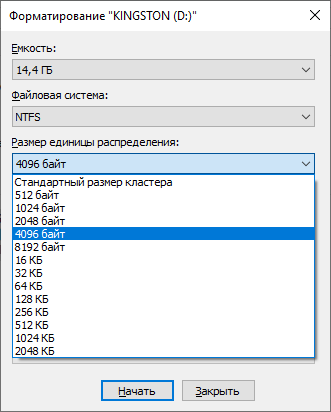 Форматирование "KINGSTON (D:)"
Емкость:
14,4 ГБ
Файловая система:
NTFS
Размер единицы распределения:
4096 байт
Стандартный размер кластера
512 байт
1024 байт
2048 байт
4096 байт
8192 байт
16 КБ
32 КБ
64 КБ
128 КБ
256 КБ
512 КБ
1024 КБ
2048 КБ
Начать Закрыть